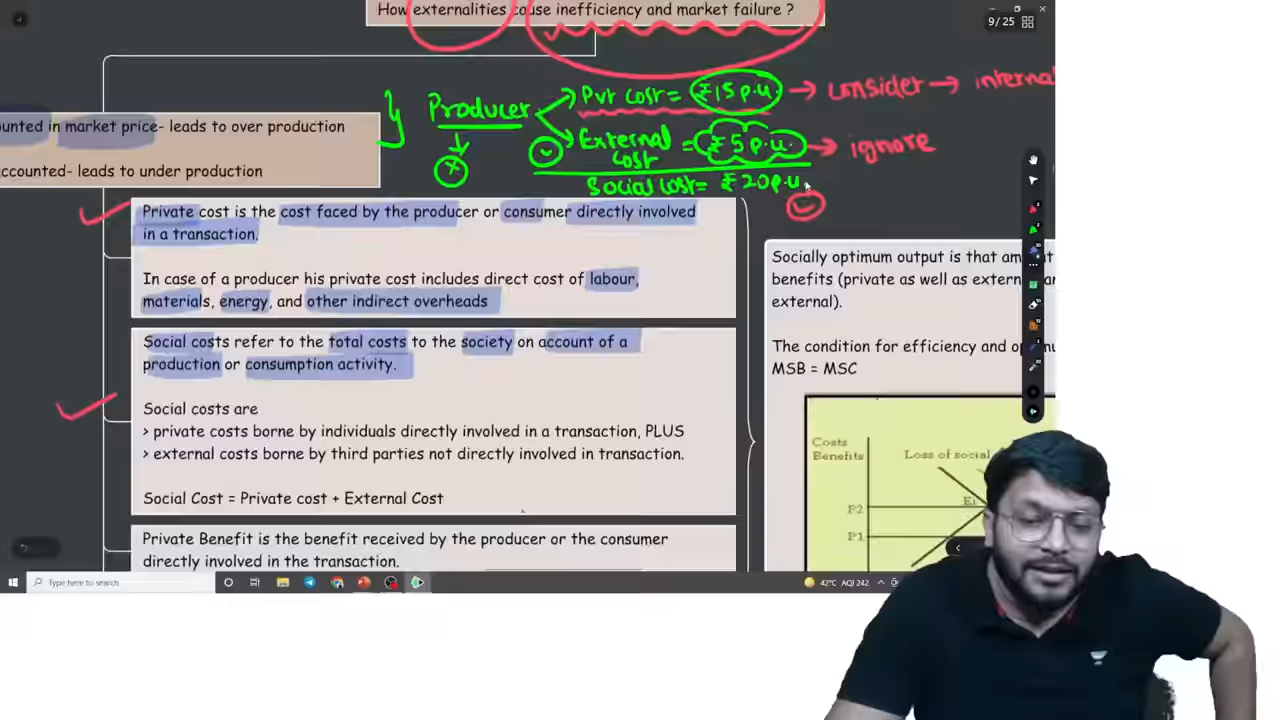 How externalities cause inefficiency and market failure ?
9/25
Producer
Pvt cost = ₹15 p.u. → consider → internal
External cost = ₹5 p.u. → ignore
Social cost = ₹20 p.u.
ounted in market price- leads to over production
ccounted- leads to under production
Private cost is the cost faced by the producer or consumer directly involved
in a transaction.
In case of a producer his private cost includes direct cost of labour,
materials, energy, and other indirect overheads
Social costs refer to the total costs to the society on account of a
production or consumption activity.
Social costs are
› private costs borne by individuals directly involved in a transaction, PLUS
› external costs borne by third parties not directly involved in transaction.
Social Cost = Private cost + External Cost
Private Benefit is the benefit received by the producer or the consumer
directly involved in the transaction.
Socially optimum output is that am
benefits (private as well as extern
external).
The condition for efficiency and op
MSB = MSC
Costs
Benefits
Loss of social
E1
P2
P1
Type here to search
42°C AQI 242